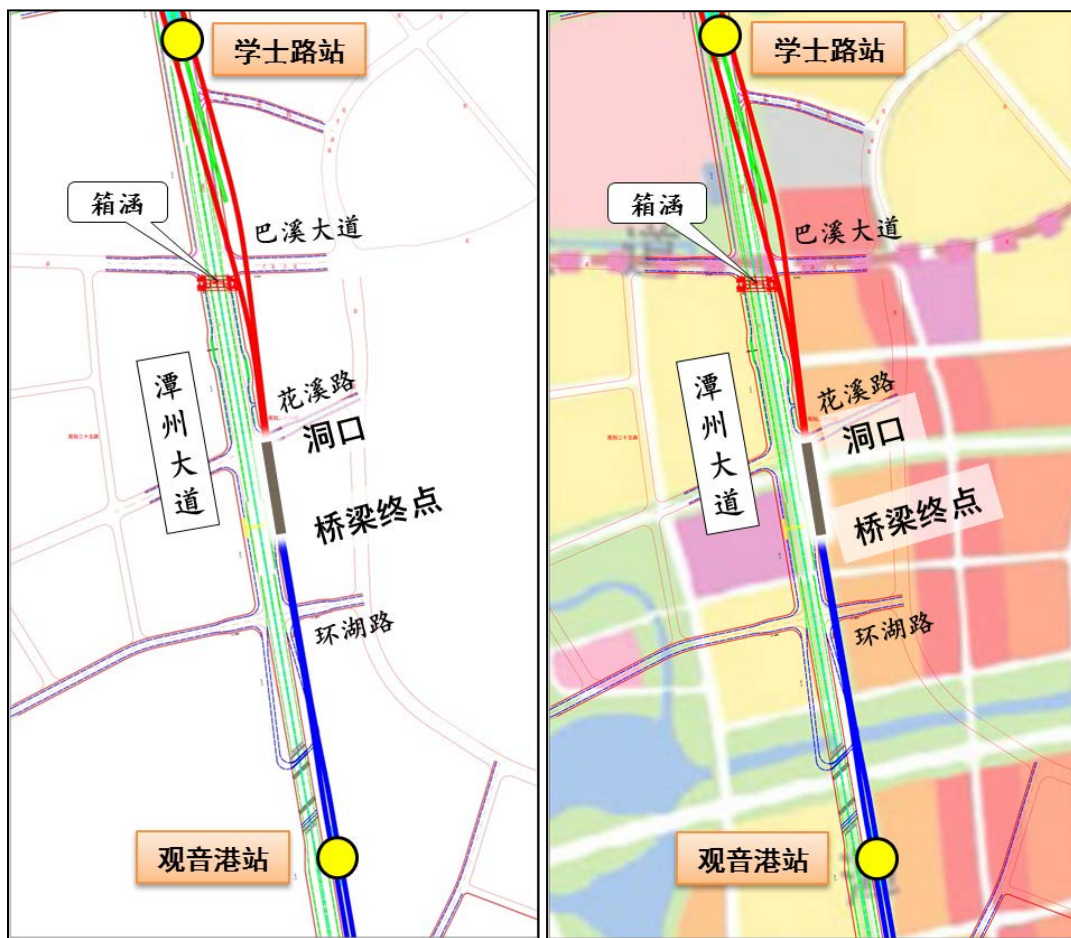 学士路站
箱涵
巴溪大道
花溪路
洞口
潭州大道
桥梁终点
环湖路
观音港站
学士路站
箱涵
巴溪大道
花溪路
洞口
潭州大道
桥梁终点
环湖路
观音港站